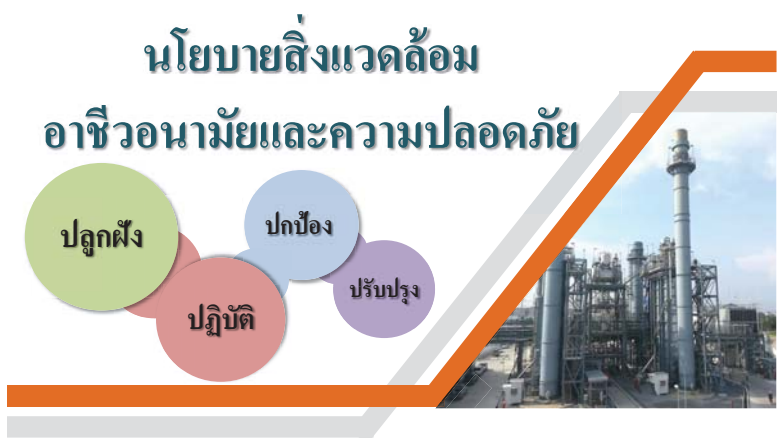 นโยบายสิ่งแวดล้อม
อาชีวอนามัยและความปลอดภัย
ปลูกฝัง
ปฏิบัติ
ปกป้อง
ปรับปรุง